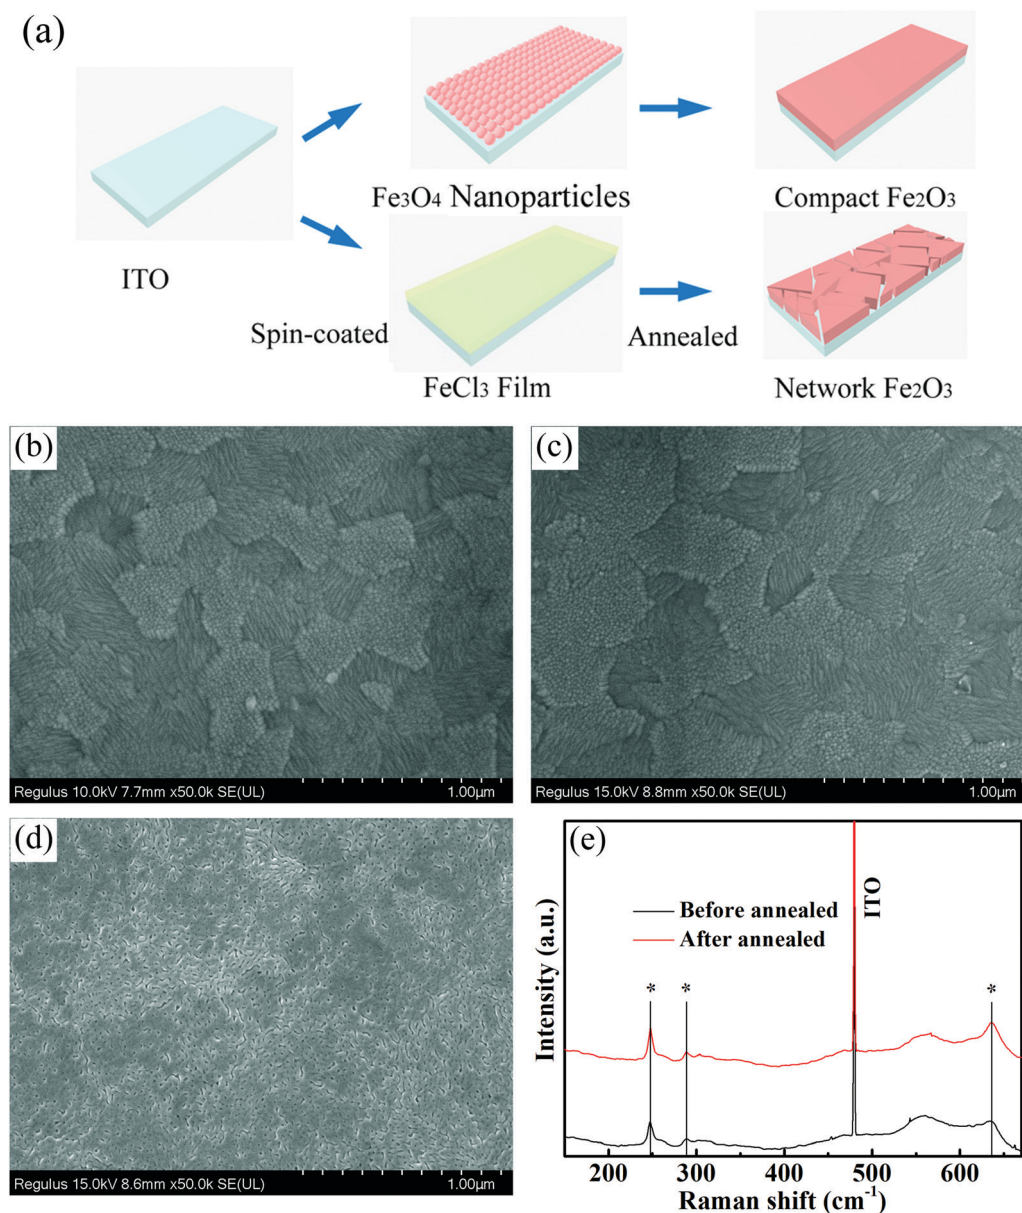 (a)
Fe₃O₄ Nanoparticles
Compact Fe₂O₃
ITO
Spin-coated
Annealed
FeCl₃ Film
Network Fe₂O₃
(b)
Regulus 10.0kV 7.7mm x50.0k SE(UL)
1.00µm
(c)
Regulus 15.0kV 8.8mm x50.0k SE(UL)
1.00µm
(d)
Regulus 15.0kV 8.6mm x50.0k SE(UL)
1.00µm
(e)
Before annealed
After annealed
ITO
* * *
Intensity (a.u.)
200 300 400 500 600
Raman shift (cm⁻¹)